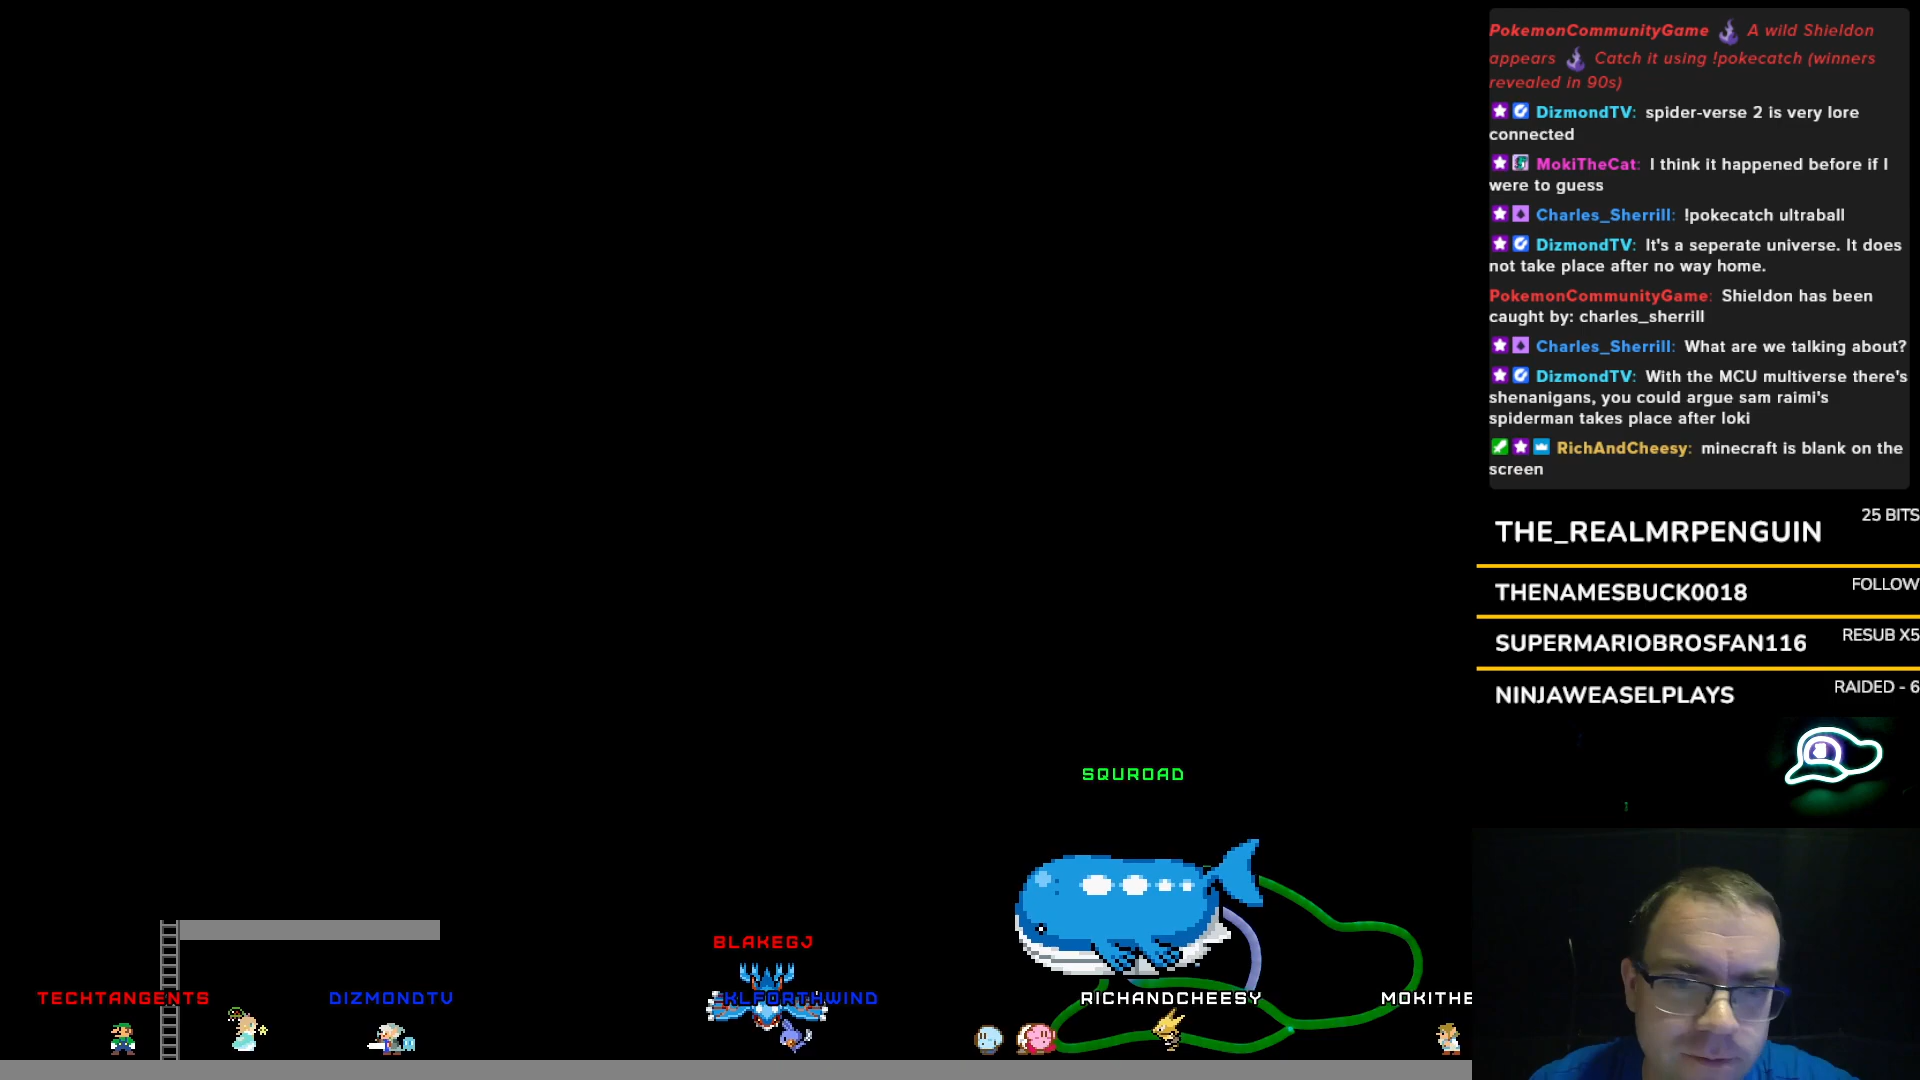 PokemonCommunityGame A wild Shieldon
appears Catch it using !pokecatch (winners
revealed in 90s)
DizmondTV: spider-verse 2 is very lore
connected
MokiTheCat: I think it happened before if I
were to guess
Charles_Sherrill: !pokecatch ultraball
DizmondTV: It's a seperate universe. It does
not take place after no way home.
PokemonCommunityGame: Shieldon has been
caught by: charles_sherrill
Charles_Sherrill: What are we talking about?
DizmondTV: With the MCU multiverse there's
shenanigans, you could argue sam raimi's
spiderman takes place after loki
RichAndCheesy: minecraft is blank on the
screen
THE_REALMRPENGUIN 25 BITS
THENAMESBUCK0018 FOLLOW
SUPERMARIOBROSFAN116 RESUB X5
NINJAWEASELPLAYS RAIDED - 6
SQUROAD
BLAKEGJ
TECHTANGENTS DIZMONDTV KLFORTHWIND RICHANDCHEESY MOKITHE